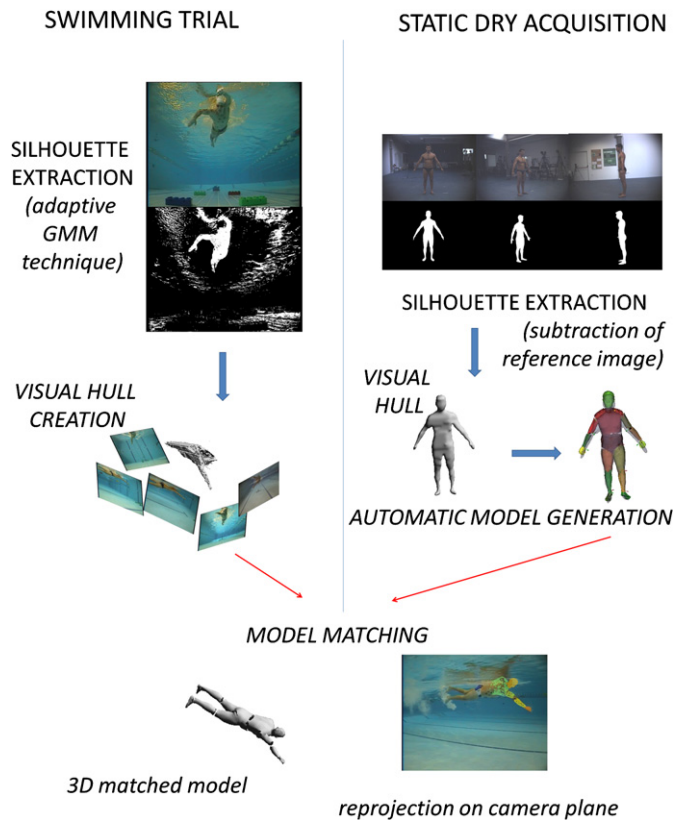 SWIMMING TRIAL
STATIC DRY ACQUISITION
SILHOUETTE
EXTRACTION
(adaptive
GMM
technique)
SILHOUETTE EXTRACTION
(subtraction of
reference image)
VISUAL HULL
CREATION
VISUAL
HULL
AUTOMATIC MODEL GENERATION
MODEL MATCHING
3D matched model
reprojection on camera plane